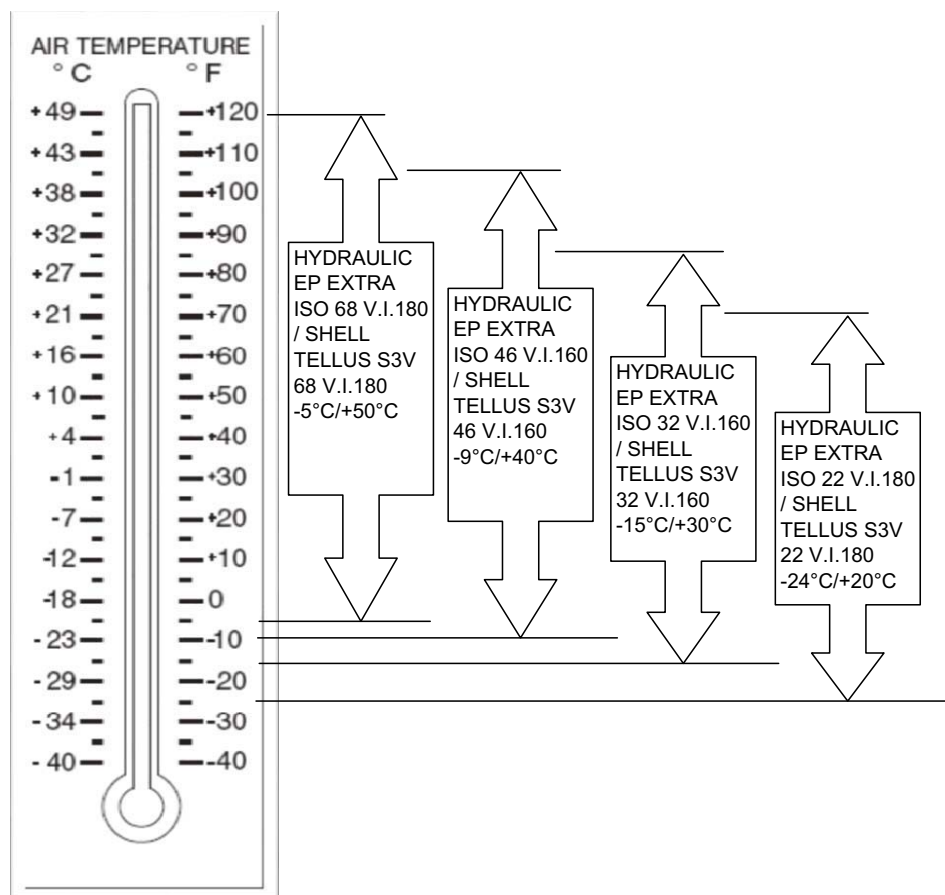 AIR TEMPERATURE
° C ° F
+49 +120
+43 +110
+38 +100
+32 +90
+27 +80
+21 +70
+16 +60
+10 +50
+4 +40
-1 +30
-7 +20
-12 +10
-18 0
-23 -10
-29 -20
-34 -30
-40 -40
HYDRAULIC
EP EXTRA
ISO 68 V.I.180
/ SHELL
TELLUS S3V
68 V.I.180
-5°C/+50°C
HYDRAULIC
EP EXTRA
ISO 46 V.I.160
/ SHELL
TELLUS S3V
46 V.I.160
-9°C/+40°C
HYDRAULIC
EP EXTRA
ISO 32 V.I.160
/ SHELL
TELLUS S3V
32 V.I.160
-15°C/+30°C
HYDRAULIC
EP EXTRA
ISO 22 V.I.180
/ SHELL
TELLUS S3V
22 V.I.180
-24°C/+20°C